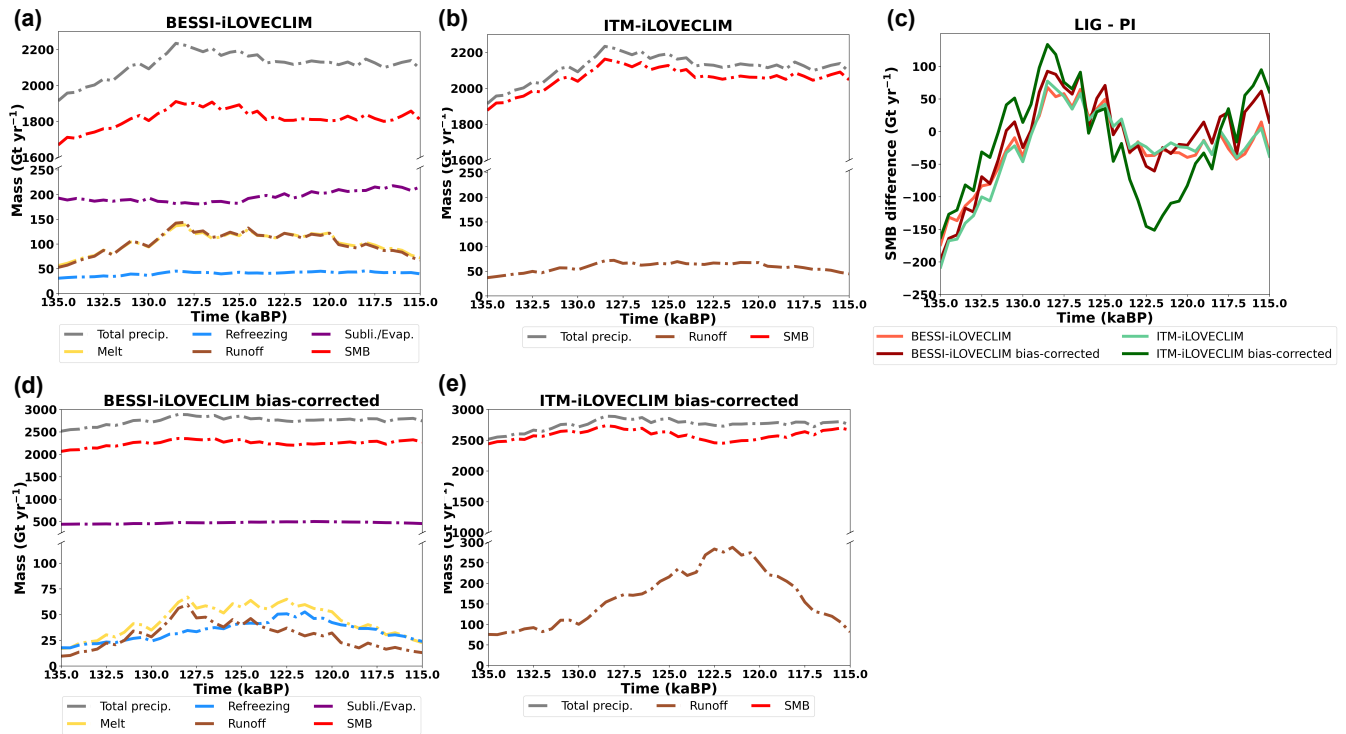 (a)
BESSI-iLOVECLIM
2200
2000
1800
1600
250
200
150
100
50
0
Mass (Gt yr⁻¹)
135.0 132.5 130.0 127.5 125.0 122.5 120.0 117.5 115.0
Time (kaBP)
Total precip. Refreezing Subli./Evap.
Melt Runoff SMB
(b)
ITM-iLOVECLIM
2200
2000
1800
1600
250
200
150
100
50
0
Mass (Gt yr⁻¹)
135.0 132.5 130.0 127.5 125.0 122.5 120.0 117.5 115.0
Time (kaBP)
Total precip. Runoff SMB
(c)
LIG - PI
100
50
0
−50
−100
−150
−200
−250
SMB difference (Gt yr⁻¹)
135.0 132.5 130.0 127.5 125.0 122.5 120.0 117.5 115.0
Time (kaBP)
BESSI-iLOVECLIM ITM-iLOVECLIM
BESSI-iLOVECLIM bias-corrected ITM-iLOVECLIM bias-corrected
(d)
BESSI-iLOVECLIM bias-corrected
3000
2500
2000
1500
1000
500
100
75
50
25
0
Mass (Gt yr⁻¹)
135.0 132.5 130.0 127.5 125.0 122.5 120.0 117.5 115.0
Time (kaBP)
Total precip. Refreezing Subli./Evap.
Melt Runoff SMB
(e)
ITM-iLOVECLIM bias-corrected
3000
2500
2000
1000
300
250
200
150
100
50
0
Mass (Gt yr⁻¹)
135.0 132.5 130.0 127.5 125.0 122.5 120.0 117.5 115.0
Time (kaBP)
Total precip. Runoff SMB